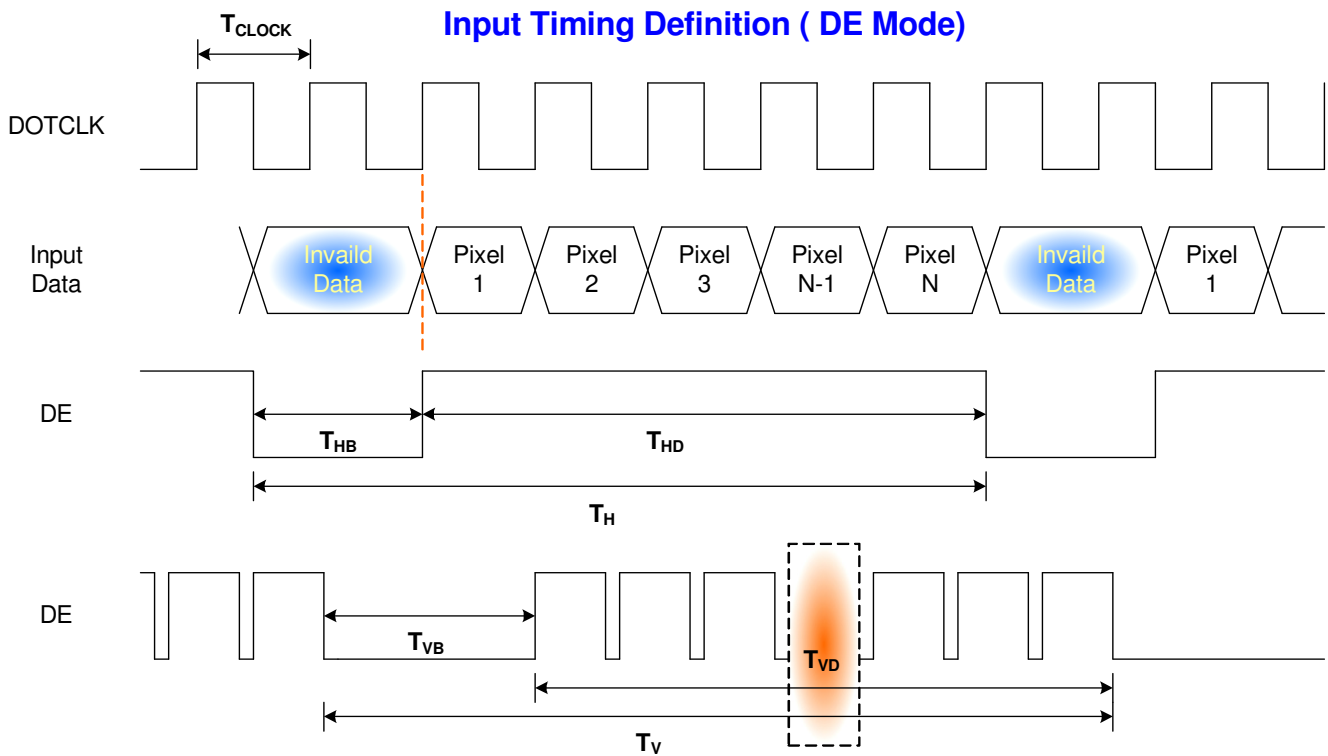 Input Timing Definition ( DE Mode)
TCLOCK
DOTCLK
Input
Data
Invaild
Data
Pixel
1
Pixel
2
Pixel
3
Pixel
N-1
Pixel
N
Invaild
Data
Pixel
1
DE
THB
THD
TH
DE
TVB
TVD
TV